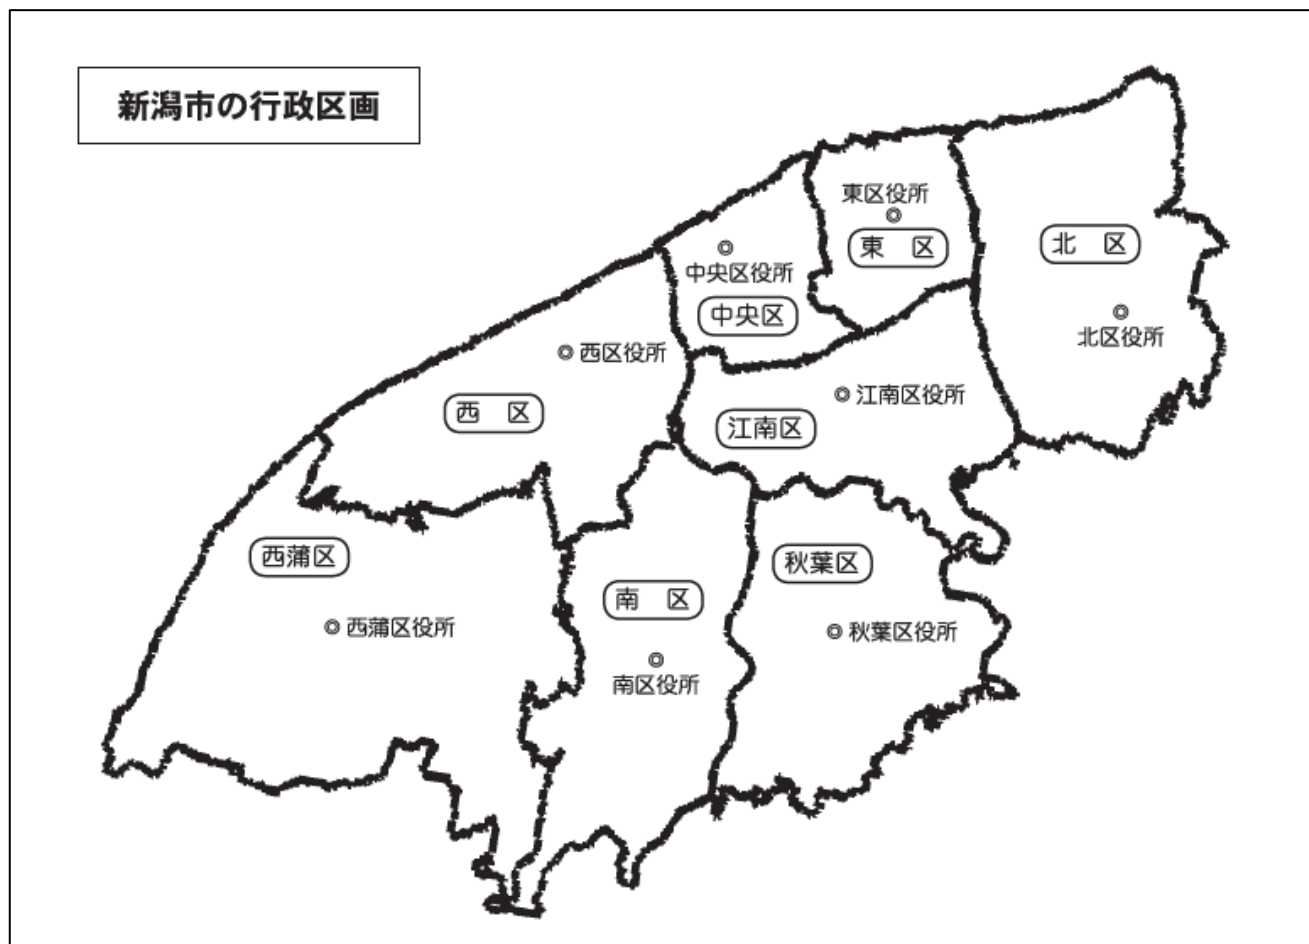 新潟市の行政区画
東区役所
東 区
北 区
中央区役所
中央区
北区役所
西区役所
江南区役所
西 区
江南区
西蒲区
秋葉区
南 区
西蒲区役所
秋葉区役所
南区役所